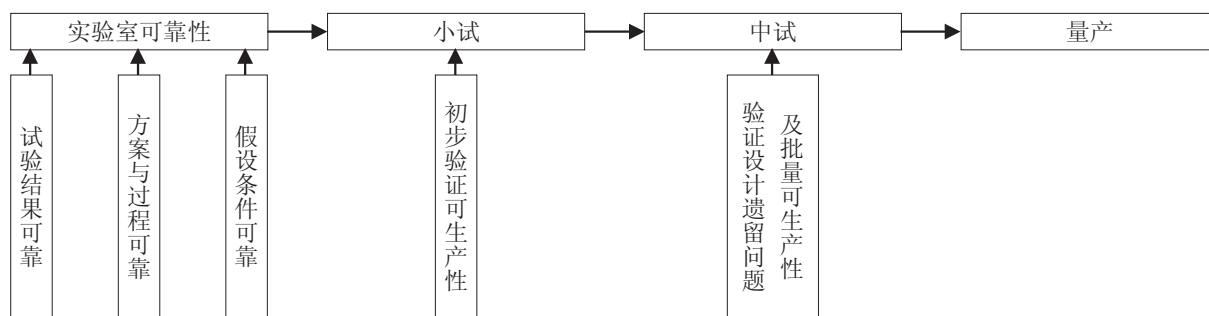 实验室可靠性
小试
中试
量产
试验结果可靠
方案与过程可靠
假设条件可靠
初步验证可生产性
验证设计遗留问题
及批量可生产性